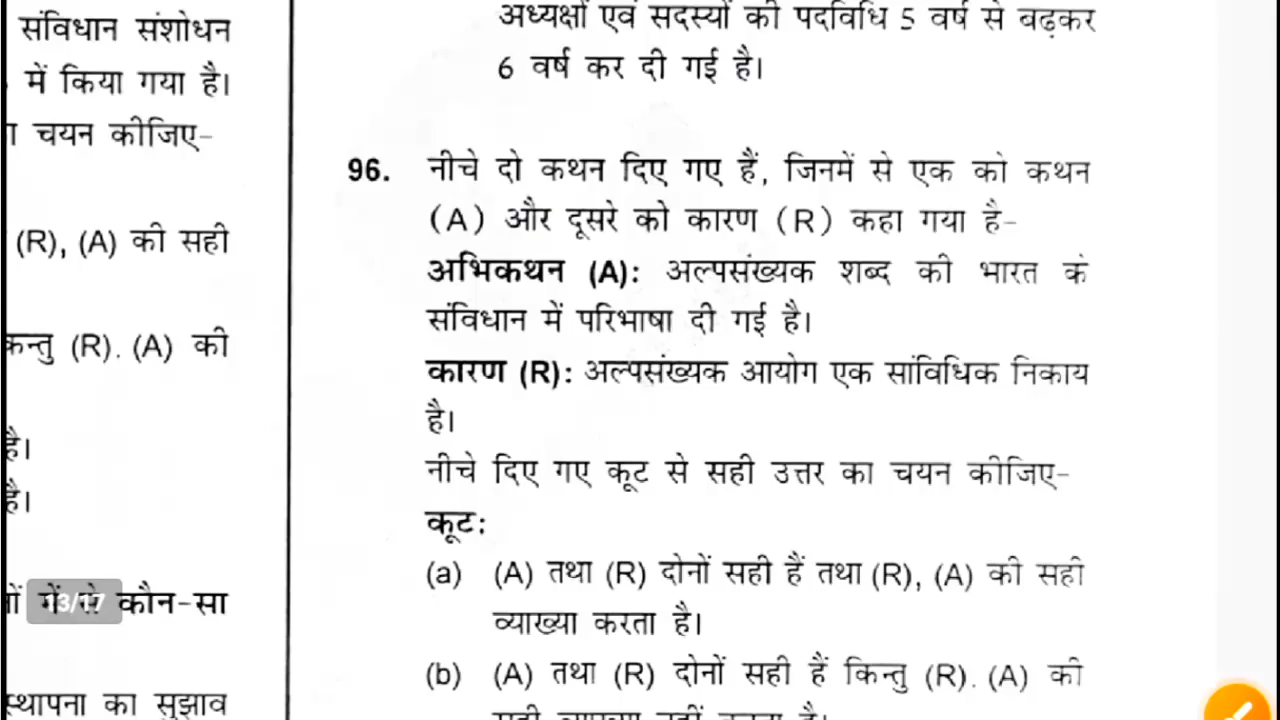 संविधान संशोधन
में किया गया है।
चयन कीजिए-
(R), (A) की सही
(R). (A) की
है।
है।
में से कौन-सा
13/17
का सुझाव
अध्यक्षों एवं सदस्यों की पदविधि 5 वर्ष से बढ़कर
6 वर्ष कर दी गई है।
96. नीचे दो कथन दिए गए हैं, जिनमें से एक को कथन
(A) और दूसरे को कारण (R) कहा गया है-
अभिकथन (A): अल्पसंख्यक शब्द की भारत के
संविधान में परिभाषा दी गई है।
कारण (R): अल्पसंख्यक आयोग एक सांविधिक निकाय
है।
नीचे दिए गए कूट से सही उत्तर का चयन कीजिए-
कूट:
(a) (A) तथा (R) दोनों सही हैं तथा (R), (A) की सही
व्याख्या करता है।
(b) (A) तथा (R) दोनों सही हैं किन्तु (R). (A) की